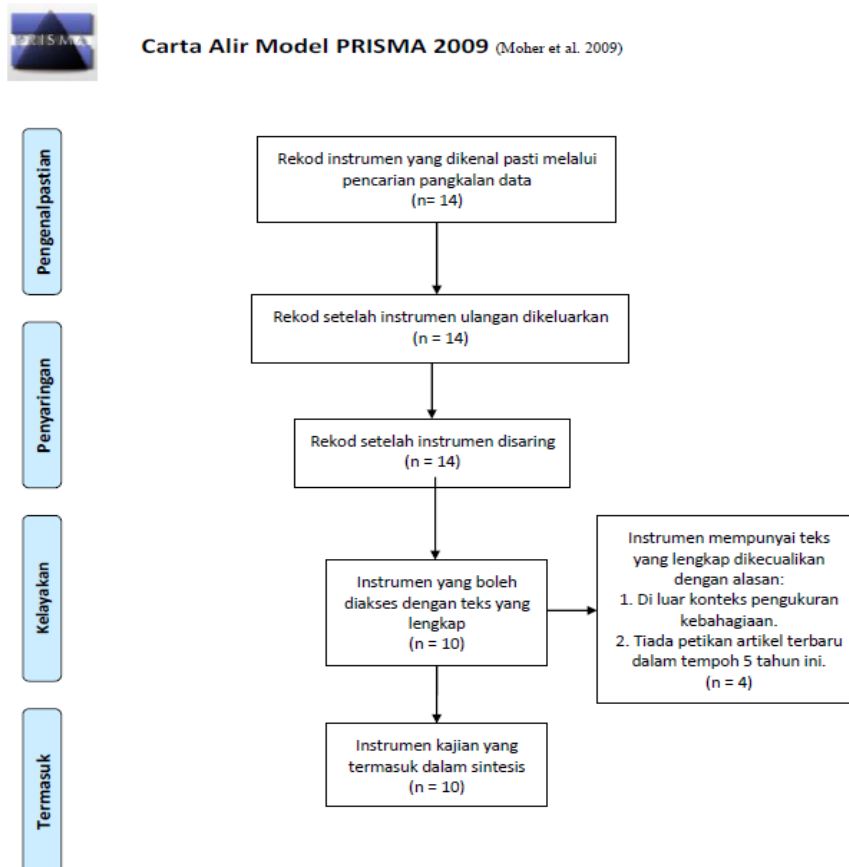 PRISMA
Carta Alir Model PRISMA 2009 (Moher et al. 2009)
Pengenalpastian
Rekod instrumen yang dikenal pasti melalui
pencarian pangkalan data
(n= 14)
Rekod setelah instrumen ulangan dikeluarkan
(n = 14)
Penyaringan
Rekod setelah instrumen disaring
(n = 14)
Kelayakan
Instrumen yang boleh
diakses dengan teks yang
lengkap
(n = 10)
Instrumen mempunyai teks
yang lengkap dikecualikan
dengan alasan:
1. Di luar konteks pengukuran
kebahagiaan.
2. Tiada petikan artikel terbaru
dalam tempoh 5 tahun ini.
(n = 4)
Termasuk
Instrumen kajian yang
termasuk dalam sintesis
(n = 10)